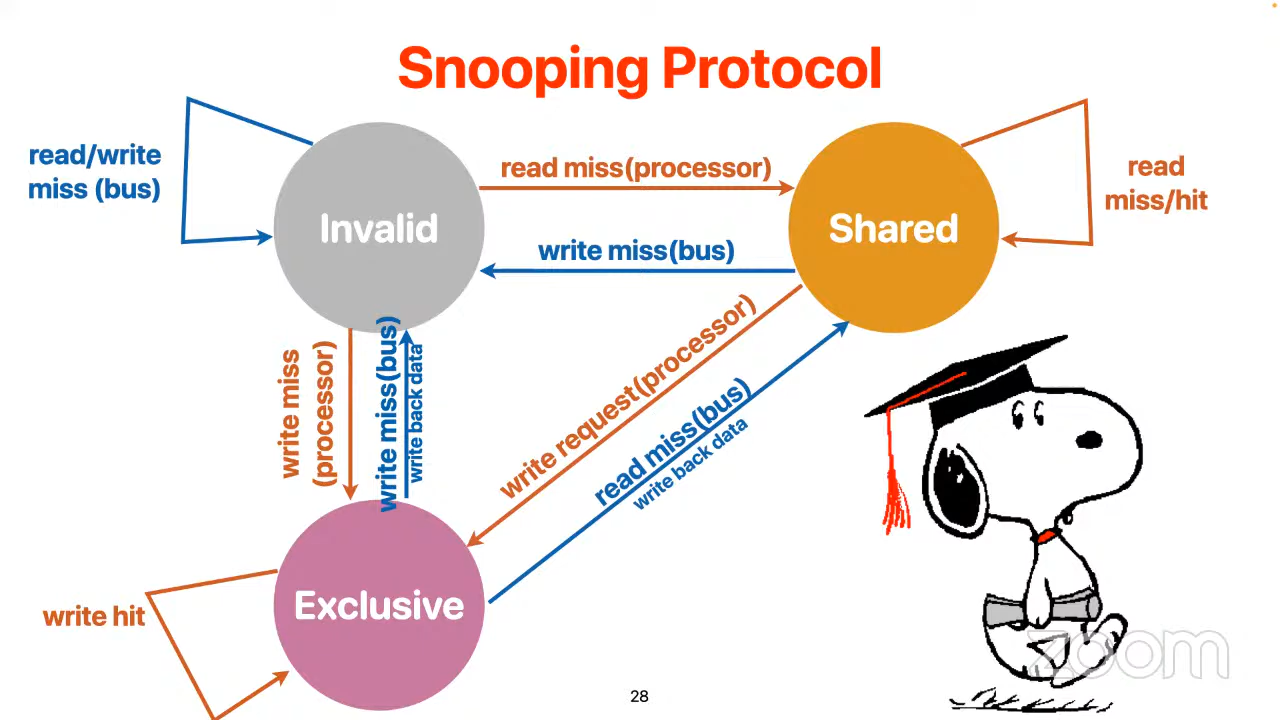 Snooping Protocol
read/write
miss (bus)
read miss(processor)
read
miss/hit
Invalid
Shared
write miss(bus)
write miss
(processor)
write miss(bus)
write back data
write request(processor)
read miss(bus)
write back data
Exclusive
write hit
zoom
28